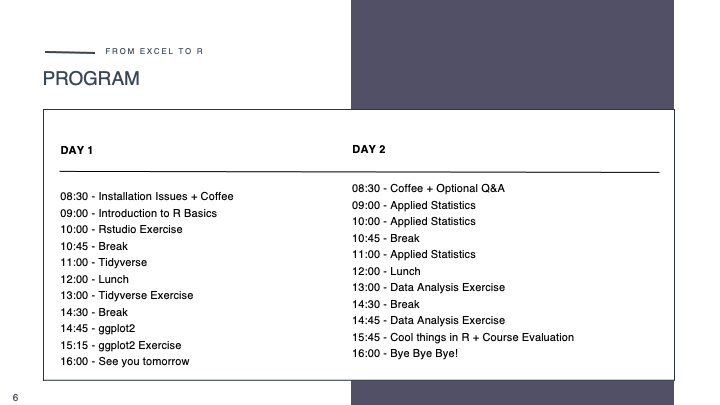 FROM EXCEL TO R
PROGRAM
DAY 1
08:30 - Installation Issues + Coffee
09:00 - Introduction to R Basics
10:00 - Rstudio Exercise
10:45 - Break
11:00 - Tidyverse
12:00 - Lunch
13:00 - Tidyverse Exercise
14:30 - Break
14:45 - ggplot2
15:15 - ggplot2 Exercise
16:00 - See you tomorrow
DAY 2
08:30 - Coffee + Optional Q&A
09:00 - Applied Statistics
10:00 - Applied Statistics
10:45 - Break
11:00 - Applied Statistics
12:00 - Lunch
13:00 - Data Analysis Exercise
14:30 - Break
14:45 - Data Analysis Exercise
15:45 - Cool things in R + Course Evaluation
16:00 - Bye Bye Bye!
6